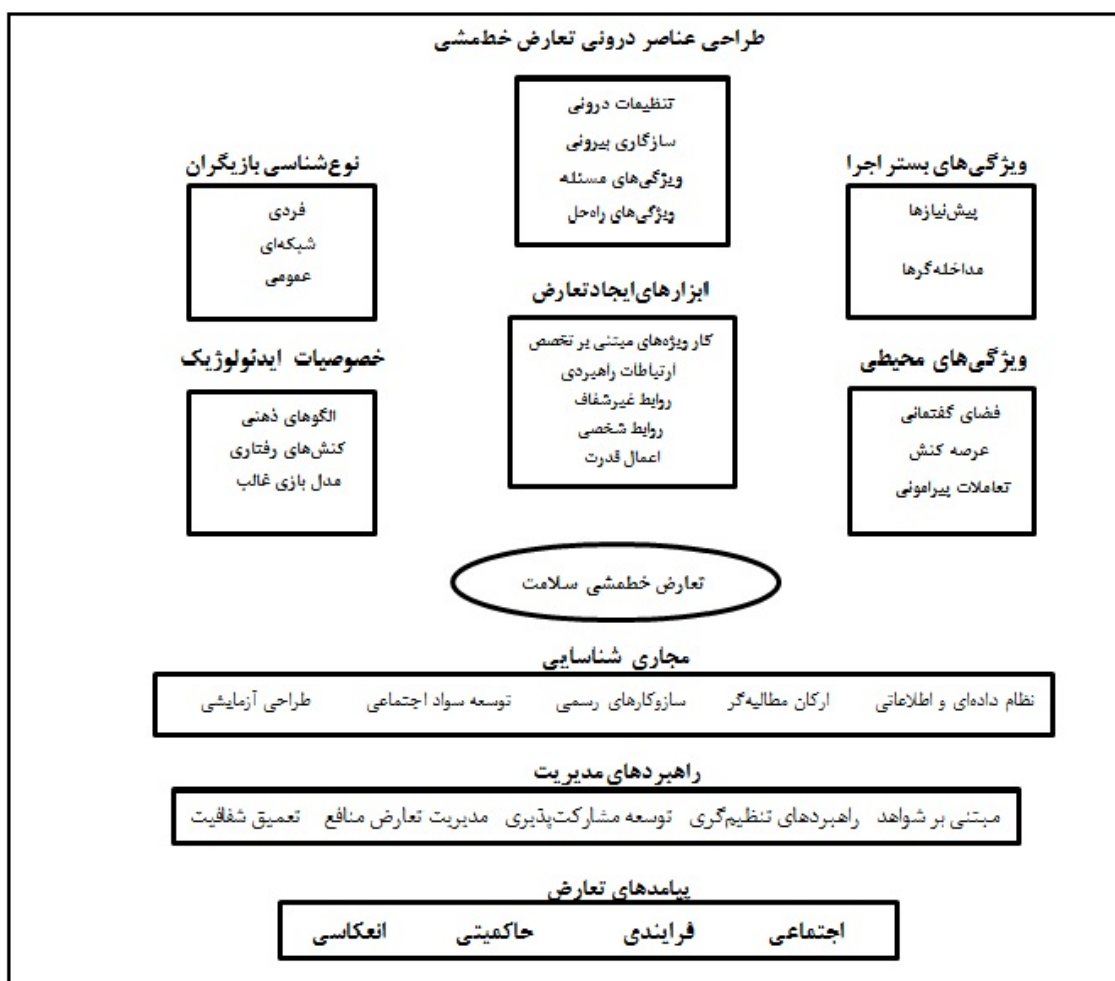 طراحی عناصر درونی تعارض خطمشی
تنظیمات درونی
سازگاری بیرونی
ویژگی‌های مسئله
ویژگی‌های راه‌حل
ویژگی‌های بستر اجرا
پیش‌نیازها
مداخله‌گرها
نوع‌شناسی بازیگران
فردی
شبکه‌ای
عمومی
ابزارهای‌ایجادتعارض
کار ویژه‌های مبتنی بر تخصص
ارتباطات راهبردی
روابط غیرشفاف
روابط شخصی
اعمال قدرت
ویژگی‌های محیطی
فضای گفتمانی
عرصه کنش
تعاملات پیرامونی
خصوصیات ایدئولوژیک
الگوهای ذهنی
کنش‌های رفتاری
مدل بازی غالب
تعارض خطمشی سلامت
مجاری شناسایی
نظام داده‌ای و اطلاعاتی ارکان مطالبه‌گر سازوکارهای رسمی توسعه سواد اجتماعی طراحی آزمایشی
راهبردهای مدیریت
مبتنی بر شواهد راهبردهای تنظیم‌گری توسعه مشارکت‌پذیری مدیریت تعارض منافع تعمیق شفافیت
پیامدهای تعارض
اجتماعی فرایندی حاکمیتی انعکاسی